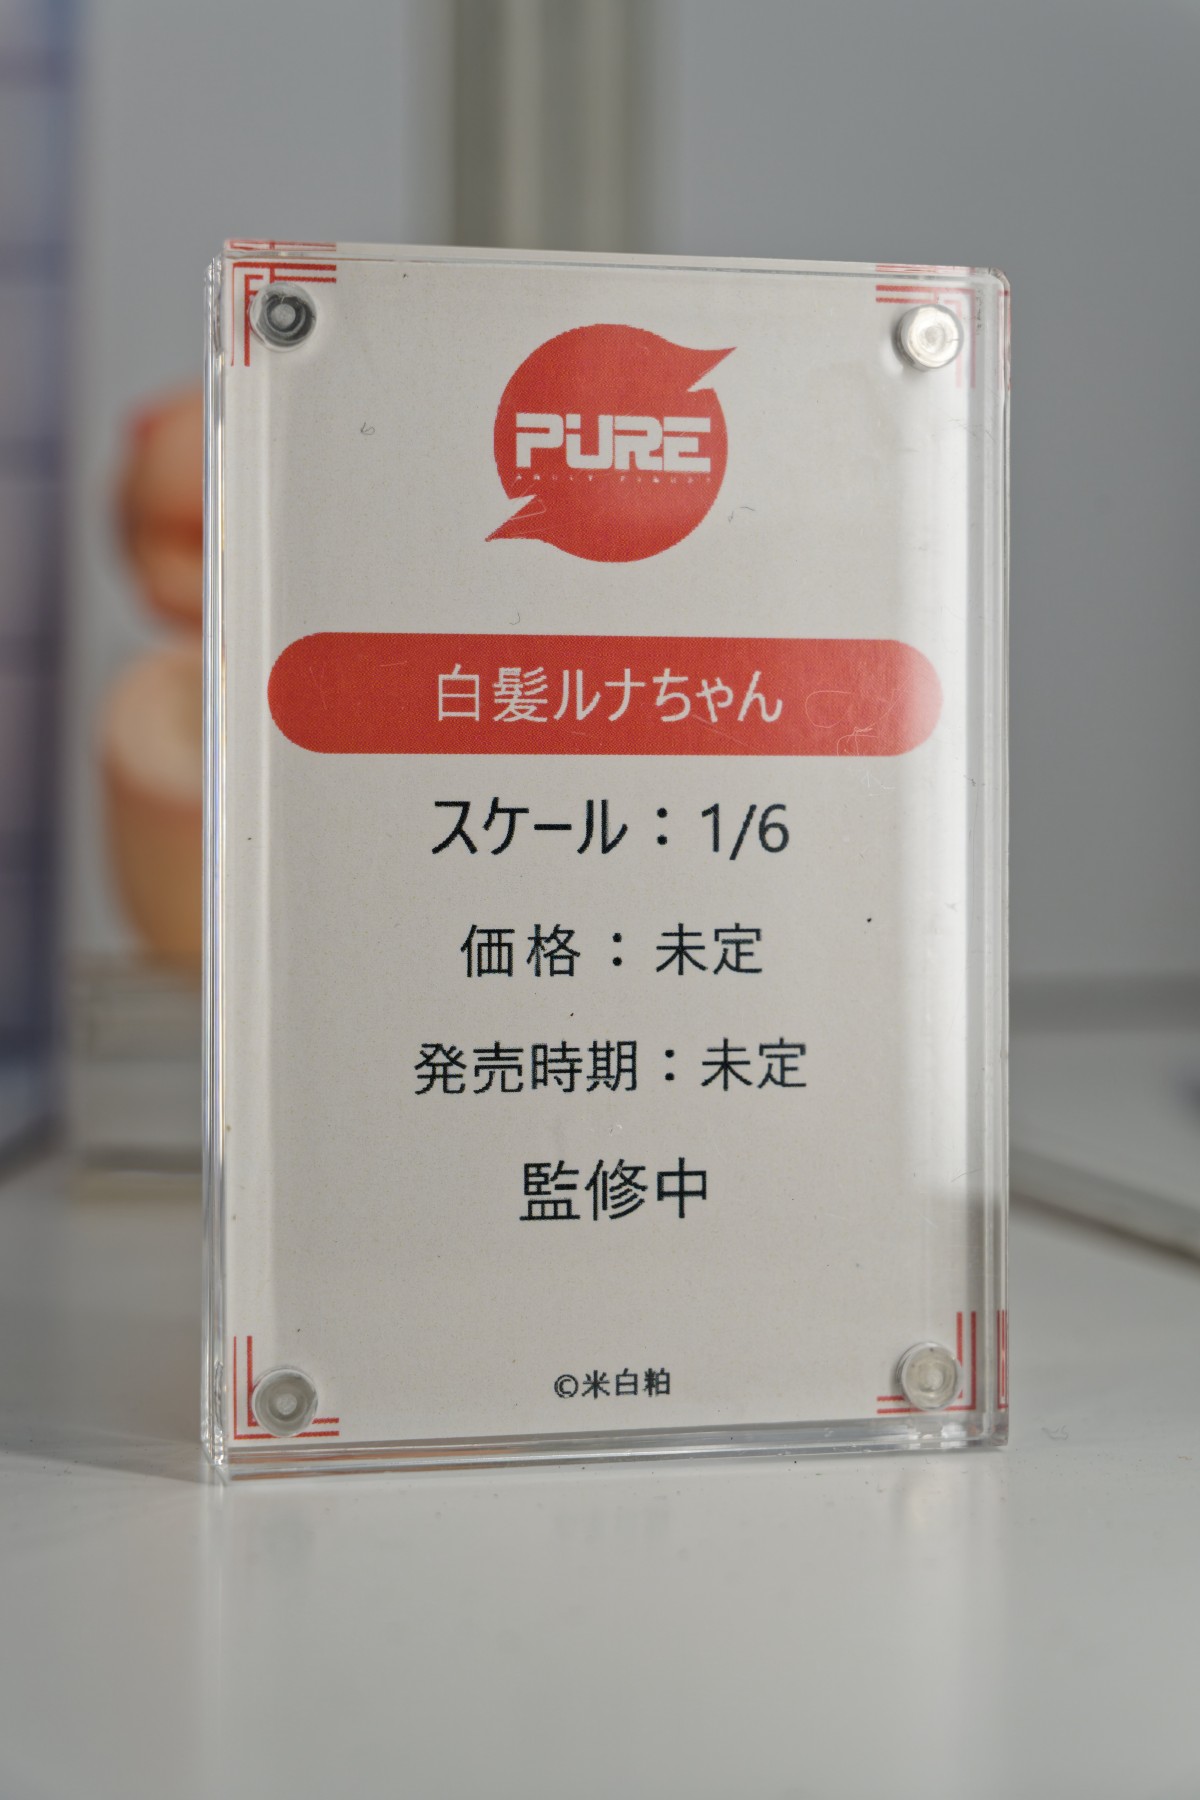 PURE
白髪ルナちゃん
スケール：1/6
価格：未定
発売時期：未定
監修中
©米白粕